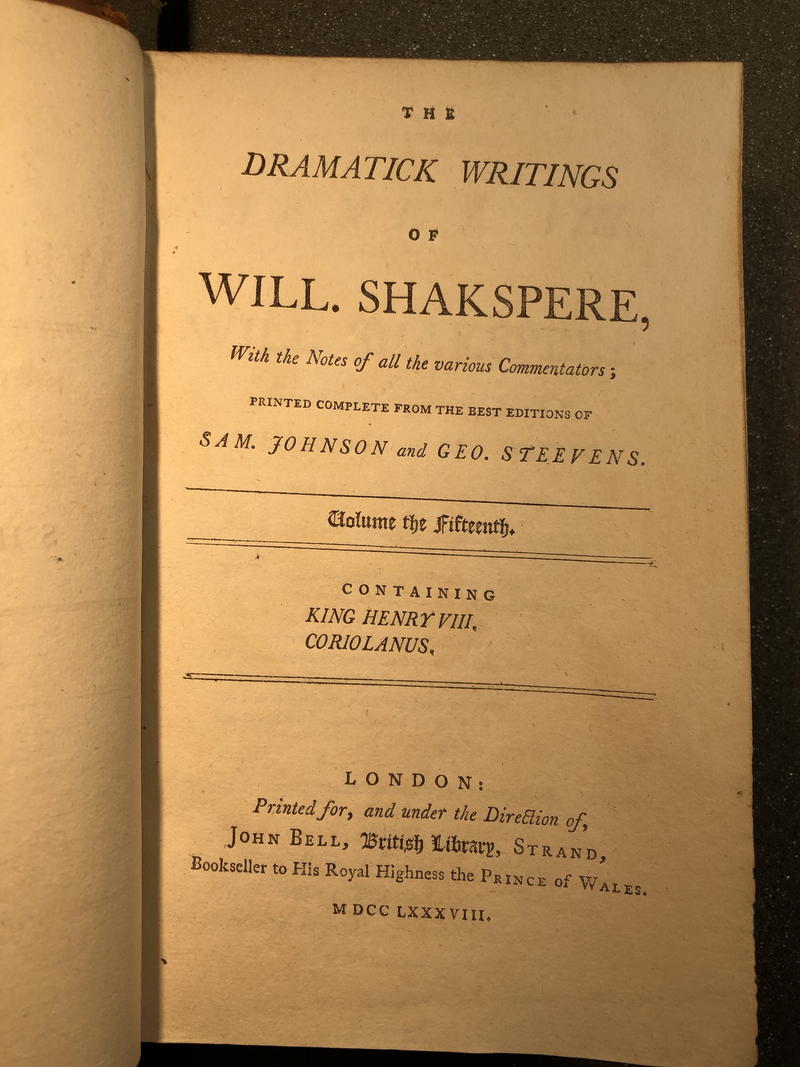 THE
DRAMATICK WRITINGS
OF
WILL. SHAKSPERE,
With the Notes of all the various Commentators;
PRINTED COMPLETE FROM THE BEST EDITIONS OF
SAM. JOHNSON and GEO. STEEVENS.
Volume the Fifteenth.
CONTAINING
KING HENRY VIII,
CORIOLANUS,
LONDON:
Printed for, and under the Direction of,
JOHN BELL, British Library, STRAND,
Bookseller to His Royal Highness the PRINCE of WALES.
M DCC LXXXVIII.